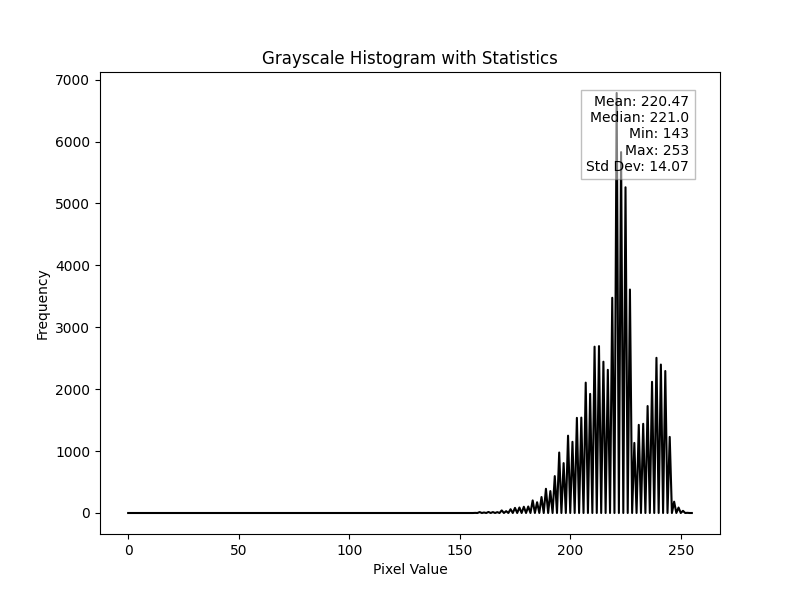 Grayscale Histogram with Statistics
7000
6000
5000
4000
3000
2000
1000
0
Frequency
Mean: 220.47
Median: 221.0
Min: 143
Max: 253
Std Dev: 14.07
0 50 100 150 200 250
Pixel Value